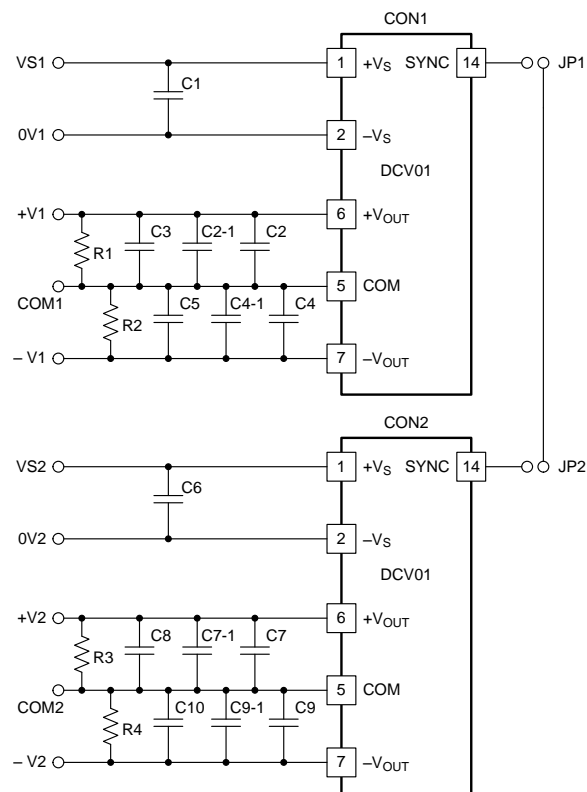 CON1
VS1
1
+VS
SYNC
14
JP1
C1
0V1
2
–VS
DCV01
+V1
6
+VOUT
R1
C3
C2-1
C2
COM1
5
COM
R2
C5
C4-1
C4
– V1
7
–VOUT
CON2
VS2
1
+VS
SYNC
14
JP2
C6
0V2
2
–VS
DCV01
+V2
6
+VOUT
R3
C8
C7-1
C7
COM2
5
COM
R4
C10
C9-1
C9
– V2
7
–VOUT